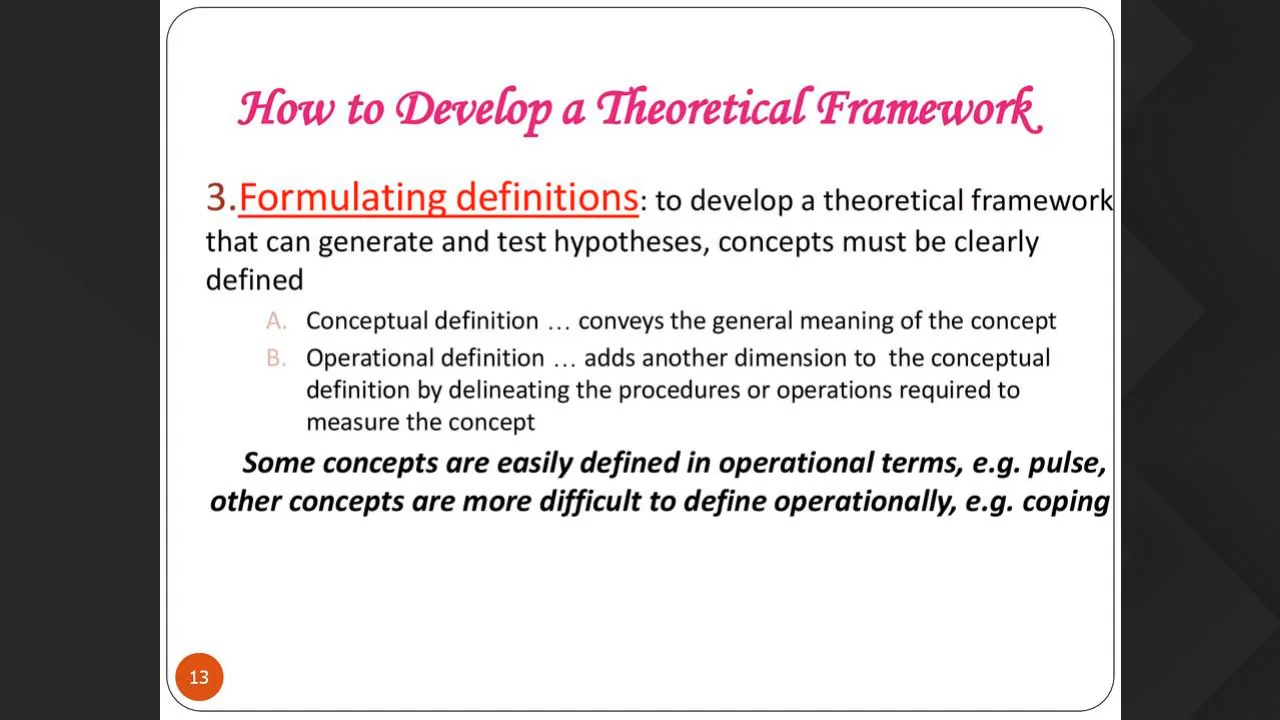 How to Develop a Theoretical Framework
3.Formulating definitions: to develop a theoretical framework
that can generate and test hypotheses, concepts must be clearly
defined
A. Conceptual definition … conveys the general meaning of the concept
B. Operational definition … adds another dimension to the conceptual
definition by delineating the procedures or operations required to
measure the concept
Some concepts are easily defined in operational terms, e.g. pulse,
other concepts are more difficult to define operationally, e.g. coping
13